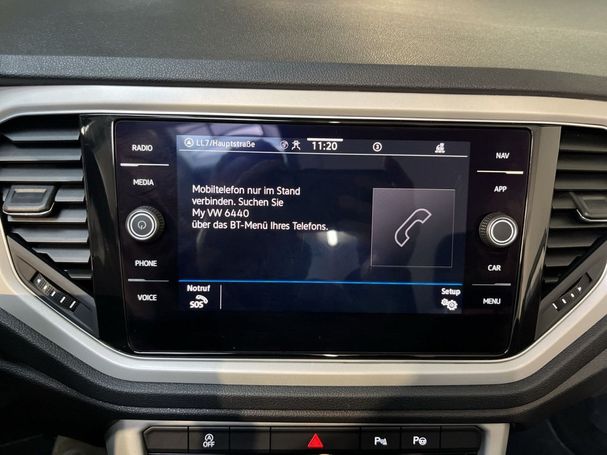 RADIO
MEDIA
PHONE
VOICE
LL7/Hauptstraße
11:20
3
Mobiltelefon nur im Stand
verbinden. Suchen Sie
My VW 6440
über das BT-Menü Ihres Telefons.
Notruf
SOS
Setup
NAV
APP
CAR
MENU
OFF
P
P